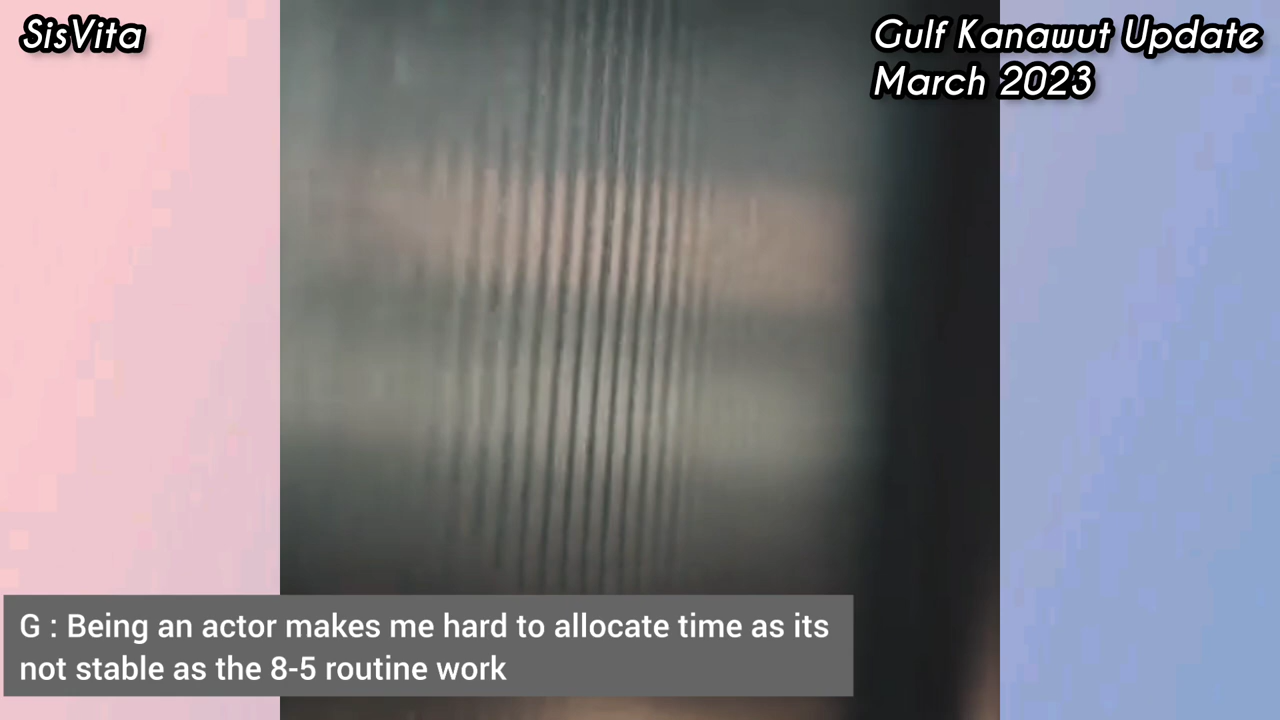 SisVita
Gulf Kanawut Update
March 2023
G : Being an actor makes me hard to allocate time as its
not stable as the 8-5 routine work